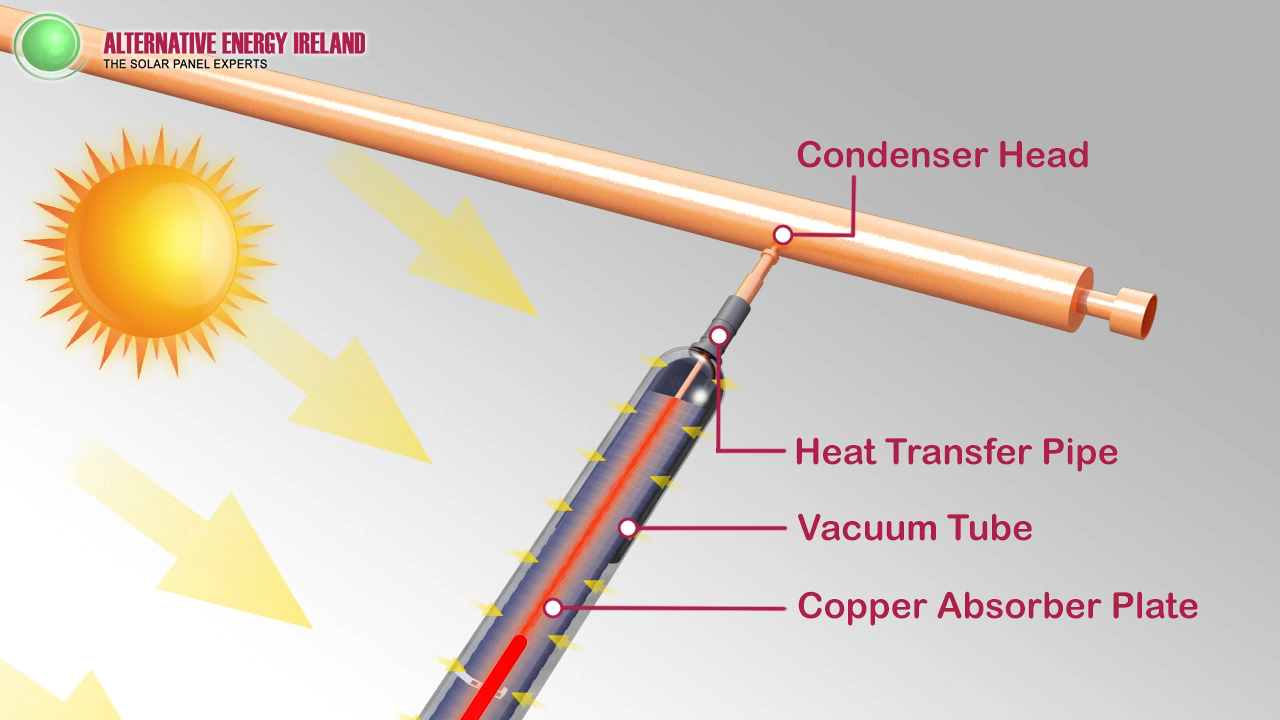 ALTERNATIVE ENERGY IRELAND
THE SOLAR PANEL EXPERTS
Condenser Head
Heat Transfer Pipe
Vacuum Tube
Copper Absorber Plate